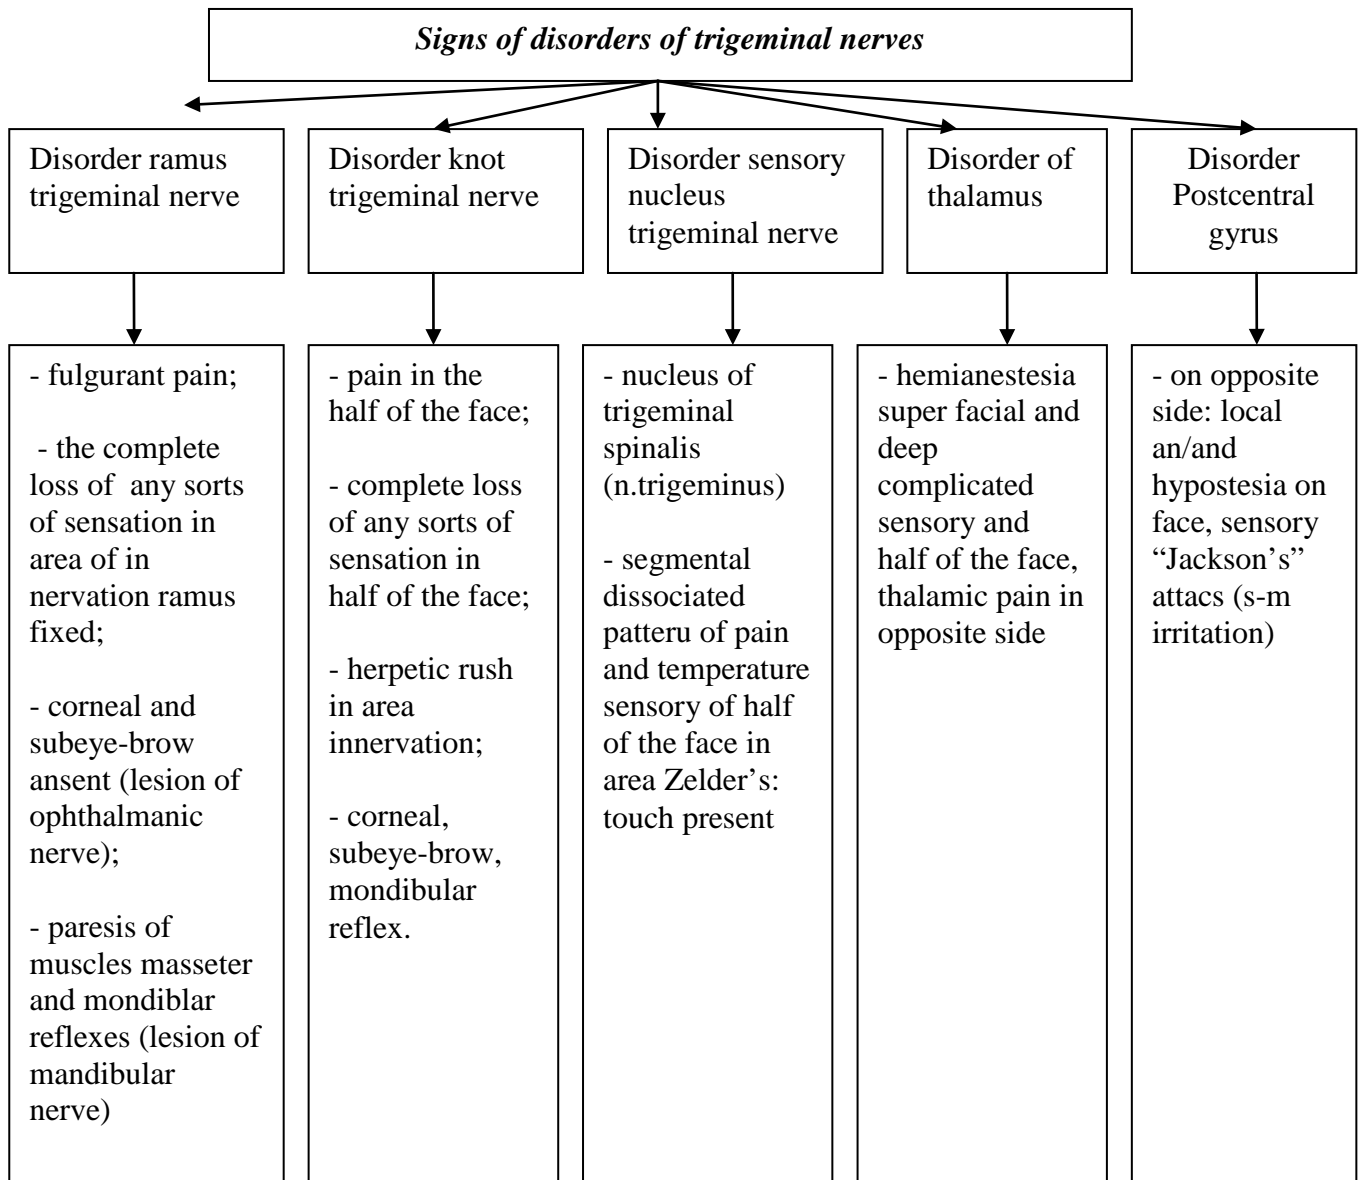 Signs of disorders of trigeminal nerves
Disorder ramus
trigeminal nerve
Disorder knot
trigeminal nerve
Disorder sensory
nucleus
trigeminal nerve
Disorder of
thalamus
Disorder
Postcentral
gyrus
- fulgurant pain;
- the complete
loss of any sorts
of sensation in
area of in
nervation ramus
fixed;
- corneal and
subeye-brow
ansent (lesion of
ophthalmanic
nerve);
- paresis of
muscles masseter
and mondiblar
reflexes (lesion of
mandibular
nerve)
- pain in the
half of the face;
- complete loss
of any sorts of
sensation in
half of the face;
- herpetic rush
in area
innervation;
- corneal,
subeye-brow,
mondibular
reflex.
- nucleus of
trigeminal
spinalis
(n.trigeminus)
- segmental
dissociated
patteru of pain
and temperature
sensory of half
of the face in
area Zelder’s:
touch present
- hemianestesia
super facial and
deep
complicated
sensory and
half of the face,
thalamic pain in
opposite side
- on opposite
side: local
an/and
hypostesia on
face, sensory
“Jackson’s”
attacs (s-m
irritation)